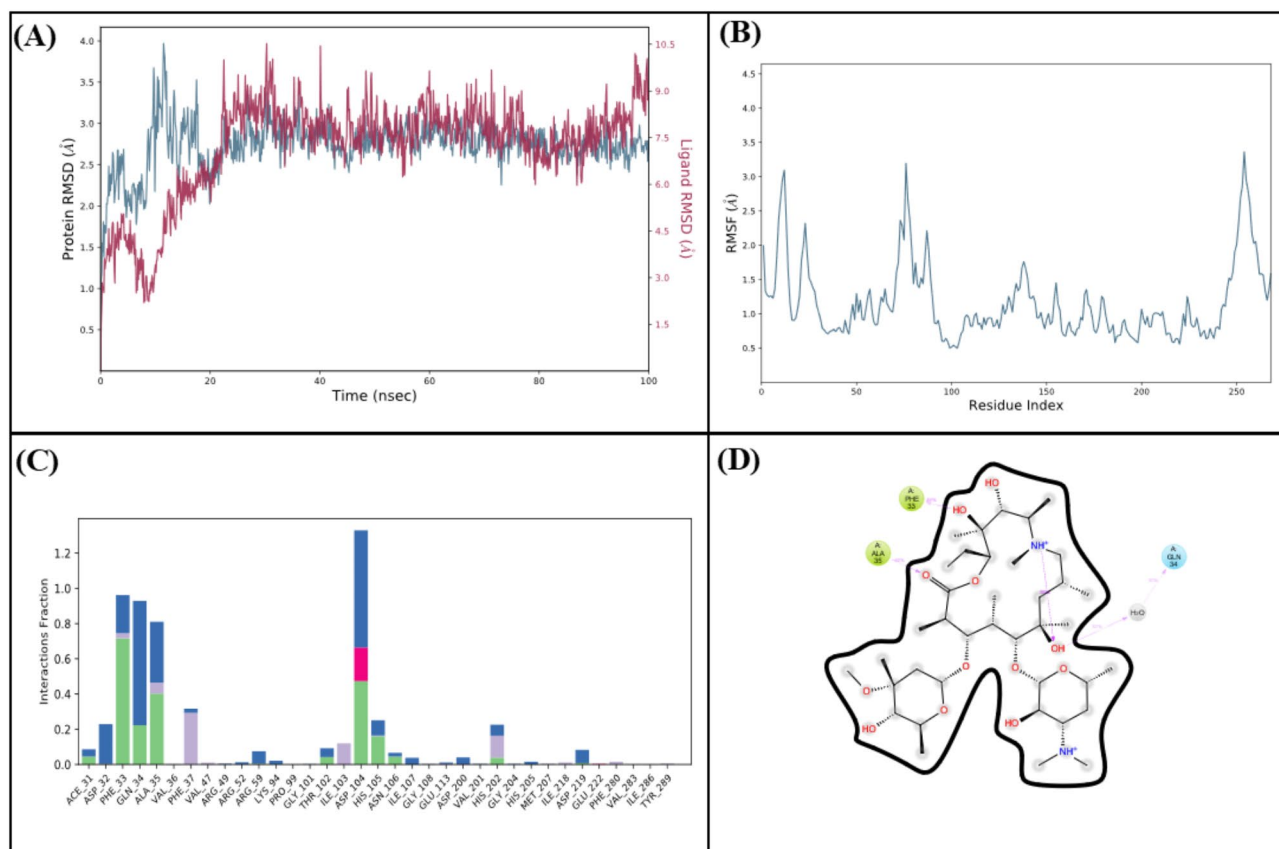 (A)
4.0
3.5
3.0
2.5
2.0
1.5
1.0
0.5
Protein RMSD (Å)
10.5
9.0
7.5
6.0
4.5
3.0
1.5
Ligand RMSD (Å)
0 20 40 60 80 100
Time (nsec)
(B)
4.5
4.0
3.5
3.0
2.5
2.0
1.5
1.0
0.5
RMSF (Å)
0 50 100 150 200 250
Residue Index
(C)
1.2
1.0
0.8
0.6
0.4
0.2
0.0
Interactions Fraction
ACE_31
ASP_32
PHE_33
GLN_34
ALA_35
VAL_36
PHE_37
VAL_47
ARG_49
ARG_52
ARG_59
LYS_94
PRO_99
GLY_101
THR_102
ILE_103
ASP_104
HIS_105
ASN_106
ILE_107
GLY_108
GLU_113
ASP_200
VAL_201
HIS_202
GLY_204
HIS_205
MET_207
ILE_218
ASP_219
GLU_222
PHE_280
VAL_283
ILE_286
TYR_289
(D)
A:
PHE
33
HO
HO
A:
ALA
35
NH+
A:
GLN
34
O
O
H₂O
OH
O
O
O
O
O
HO
HO
NH+